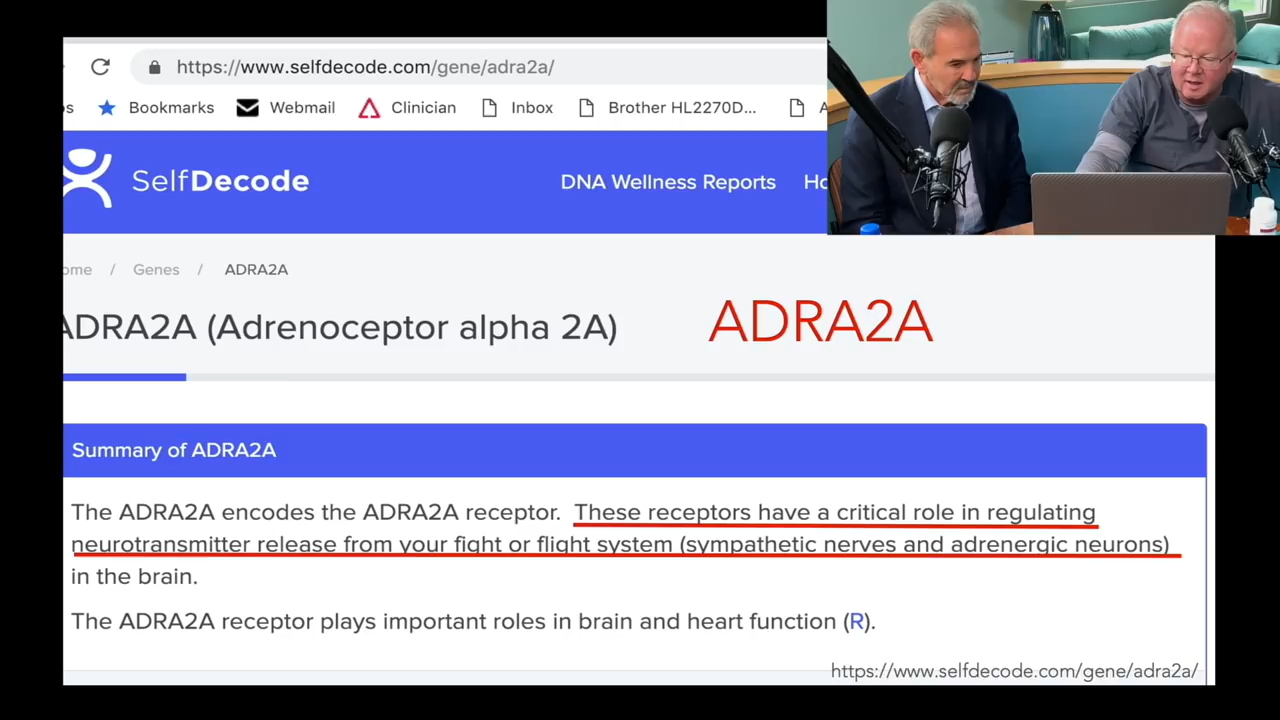 https://www.selfdecode.com/gene/adra2a/
Bookmarks Webmail Clinician Inbox Brother HL2270D...
SelfDecode DNA Wellness Reports
ome / Genes / ADRA2A
ADRA2A (Adrenoceptor alpha 2A) ADRA2A
Summary of ADRA2A
The ADRA2A encodes the ADRA2A receptor. These receptors have a critical role in regulating
neurotransmitter release from your fight or flight system (sympathetic nerves and adrenergic neurons)
in the brain.
The ADRA2A receptor plays important roles in brain and heart function (R).
https://www.selfdecode.com/gene/adra2a/